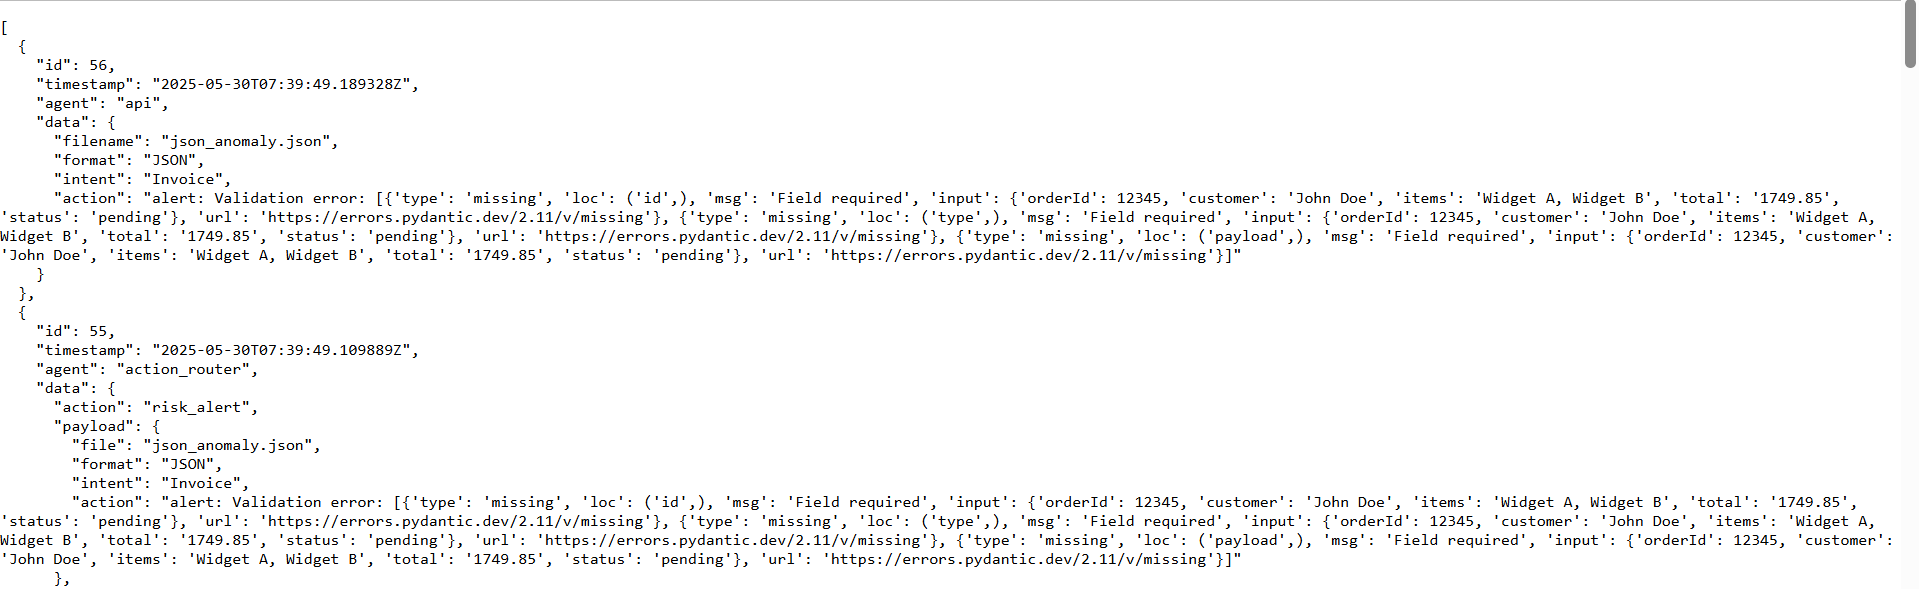 [
  {
    "id": 56,
    "timestamp": "2025-05-30T07:39:49.189328Z",
    "agent": "api",
    "data": {
      "filename": "json_anomaly.json",
      "format": "JSON",
      "intent": "Invoice",
      "action": "alert: Validation error: [{'type': 'missing', 'loc': ('id',), 'msg': 'Field required', 'input': {'orderId': 12345, 'customer': 'John Doe', 'items': 'Widget A, Widget B', 'total': '1749.85',
'status': 'pending'}, 'url': 'https://errors.pydantic.dev/2.11/v/missing'}, {'type': 'missing', 'loc': ('type',), 'msg': 'Field required', 'input': {'orderId': 12345, 'customer': 'John Doe', 'items': 'Widget A,
Widget B', 'total': '1749.85', 'status': 'pending'}, 'url': 'https://errors.pydantic.dev/2.11/v/missing'}, {'type': 'missing', 'loc': ('payload',), 'msg': 'Field required', 'input': {'orderId': 12345, 'customer':
'John Doe', 'items': 'Widget A, Widget B', 'total': '1749.85', 'status': 'pending'}, 'url': 'https://errors.pydantic.dev/2.11/v/missing'}]"
    }
  },
  {
    "id": 55,
    "timestamp": "2025-05-30T07:39:49.109889Z",
    "agent": "action_router",
    "data": {
      "action": "risk_alert",
      "payload": {
        "file": "json_anomaly.json",
        "format": "JSON",
        "intent": "Invoice",
        "action": "alert: Validation error: [{'type': 'missing', 'loc': ('id',), 'msg': 'Field required', 'input': {'orderId': 12345, 'customer': 'John Doe', 'items': 'Widget A, Widget B', 'total': '1749.85',
'status': 'pending'}, 'url': 'https://errors.pydantic.dev/2.11/v/missing'}, {'type': 'missing', 'loc': ('type',), 'msg': 'Field required', 'input': {'orderId': 12345, 'customer': 'John Doe', 'items': 'Widget A,
Widget B', 'total': '1749.85', 'status': 'pending'}, 'url': 'https://errors.pydantic.dev/2.11/v/missing'}, {'type': 'missing', 'loc': ('payload',), 'msg': 'Field required', 'input': {'orderId': 12345, 'customer':
'John Doe', 'items': 'Widget A, Widget B', 'total': '1749.85', 'status': 'pending'}, 'url': 'https://errors.pydantic.dev/2.11/v/missing'}]"
      },